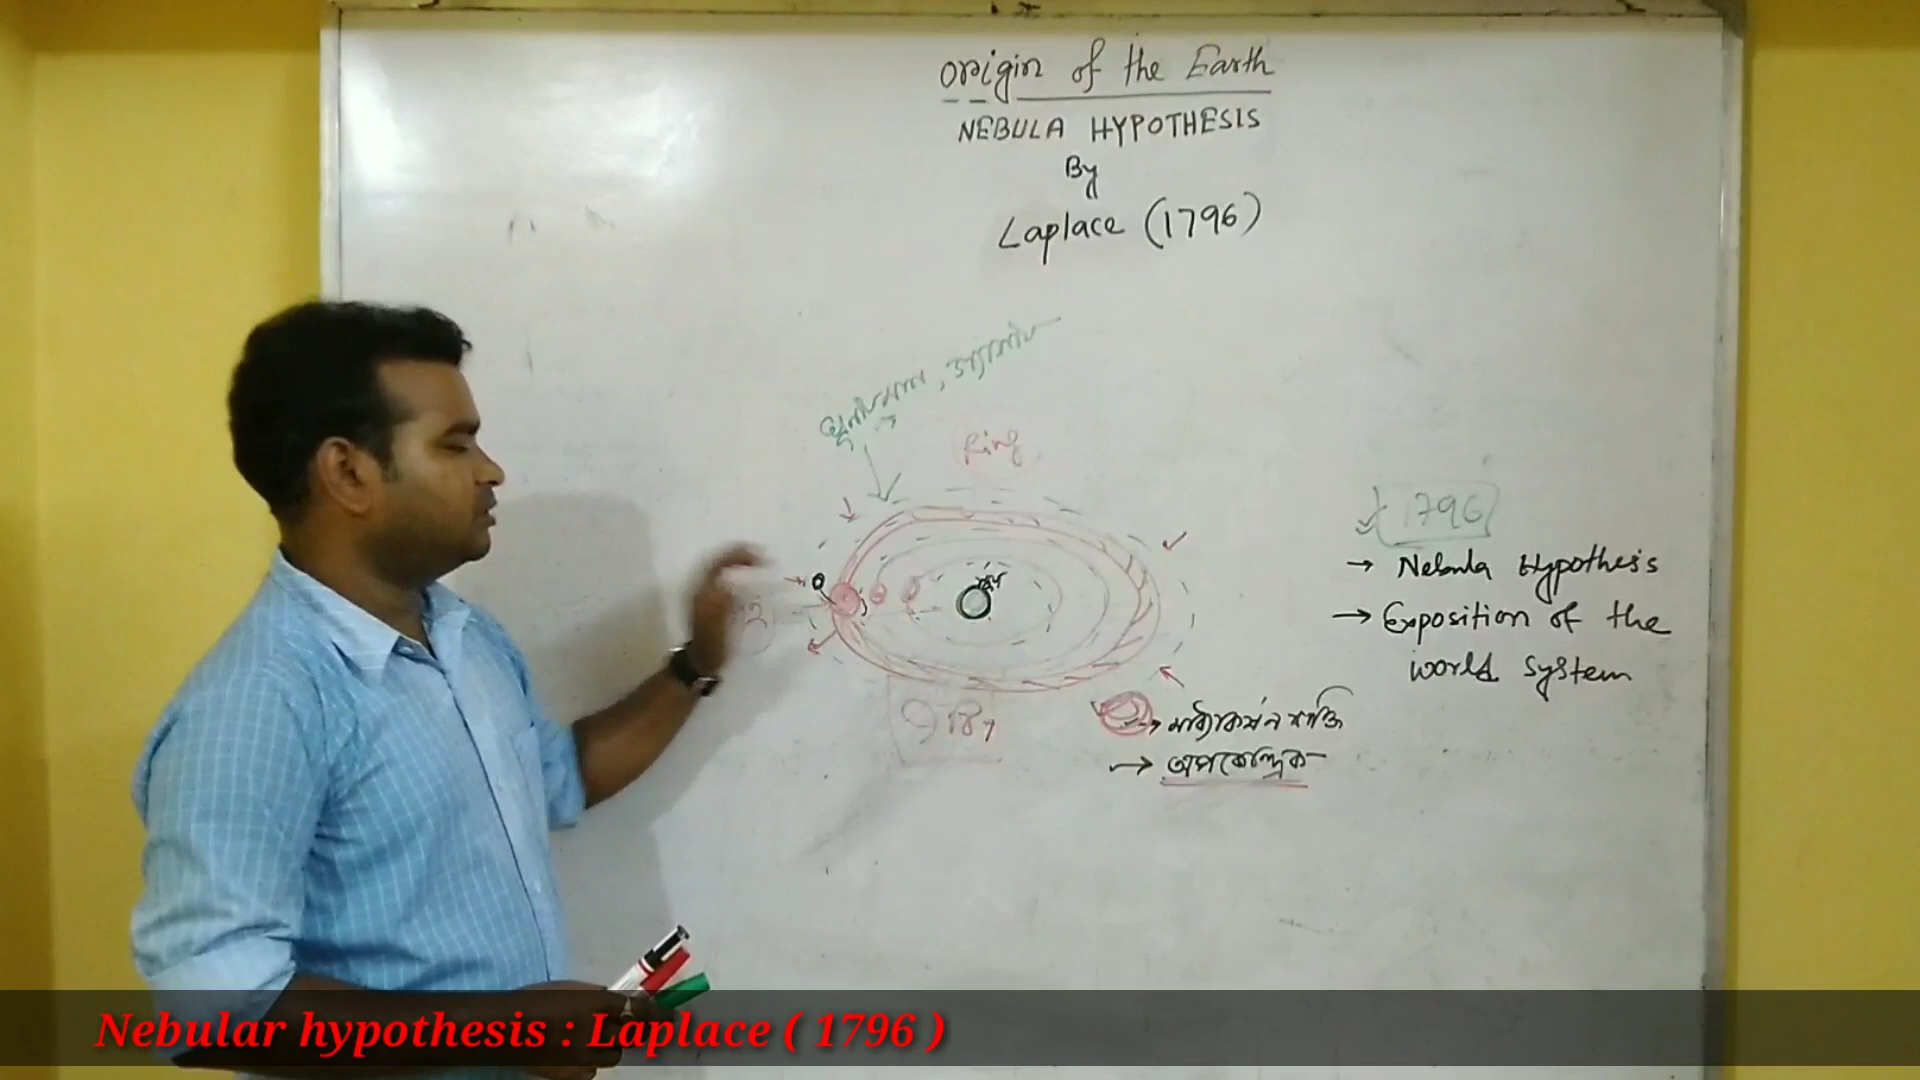 Origin of the Earth
NEBULA HYPOTHESIS
By
Laplace (1796)
Ring
1796
→ Nebula Hypothesis
→ Exposition of the
world system
→ মাধ্যাকর্ষন শক্তি
→ অপকেন্দ্রিক
Nebular hypothesis : Laplace ( 1796 )